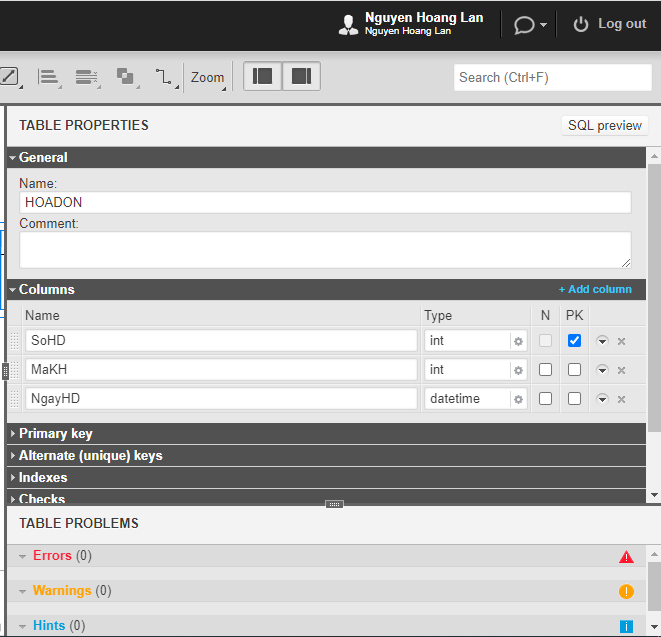 Nguyen Hoang Lan
Nguyen Hoang Lan
Log out
Zoom
Search (Ctrl+F)
TABLE PROPERTIES
SQL preview
General
Name:
HOADON
Comment:
Columns
+ Add column
Name Type N PK
SoHD int
MaKH int
NgayHD datetime
Primary key
Alternate (unique) keys
Indexes
Checks
TABLE PROBLEMS
Errors (0)
Warnings (0)
Hints (0)